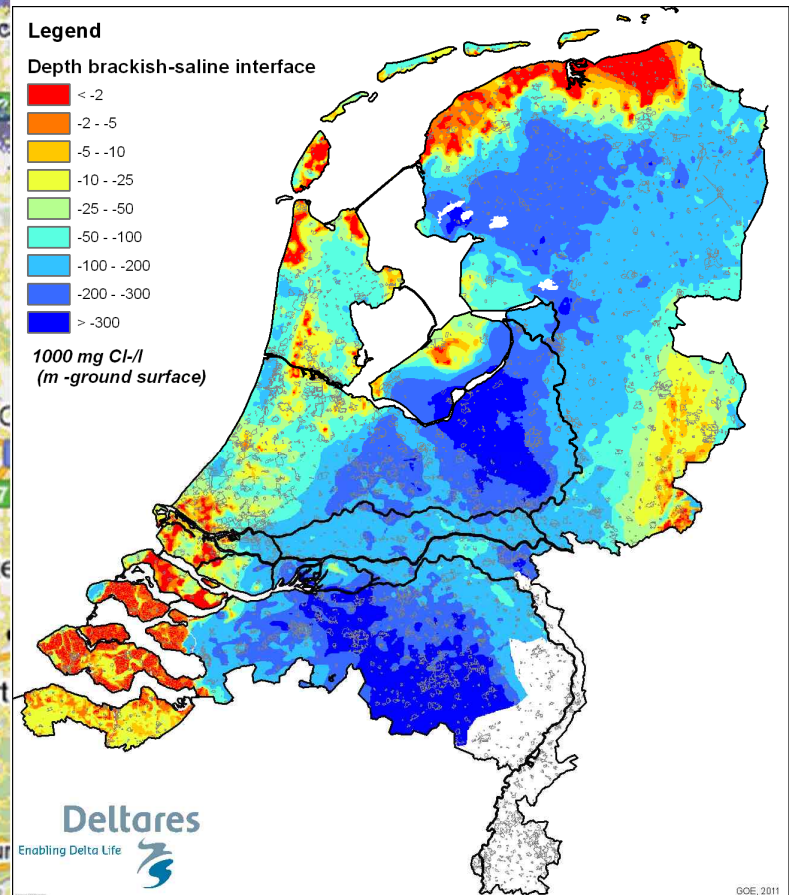 Legend
Depth brackish-saline interface
< -2
-2 - -5
-5 - -10
-10 - -25
-25 - -50
-50 - -100
-100 - -200
-200 - -300
> -300
1000 mg Cl-/l
(m -ground surface)
Deltares
Enabling Delta Life
GOE, 2011